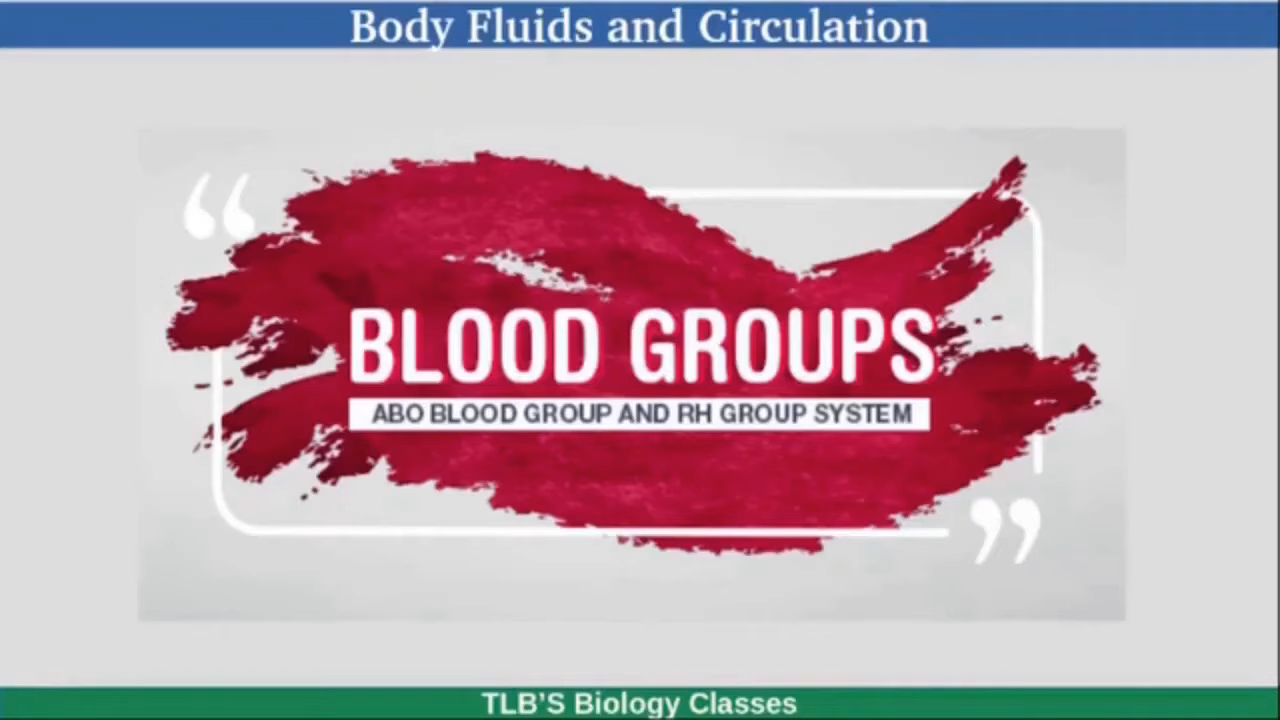 Body Fluids and Circulation
“
BLOOD GROUPS
ABO BLOOD GROUP AND RH GROUP SYSTEM
”
TLB’S Biology Classes